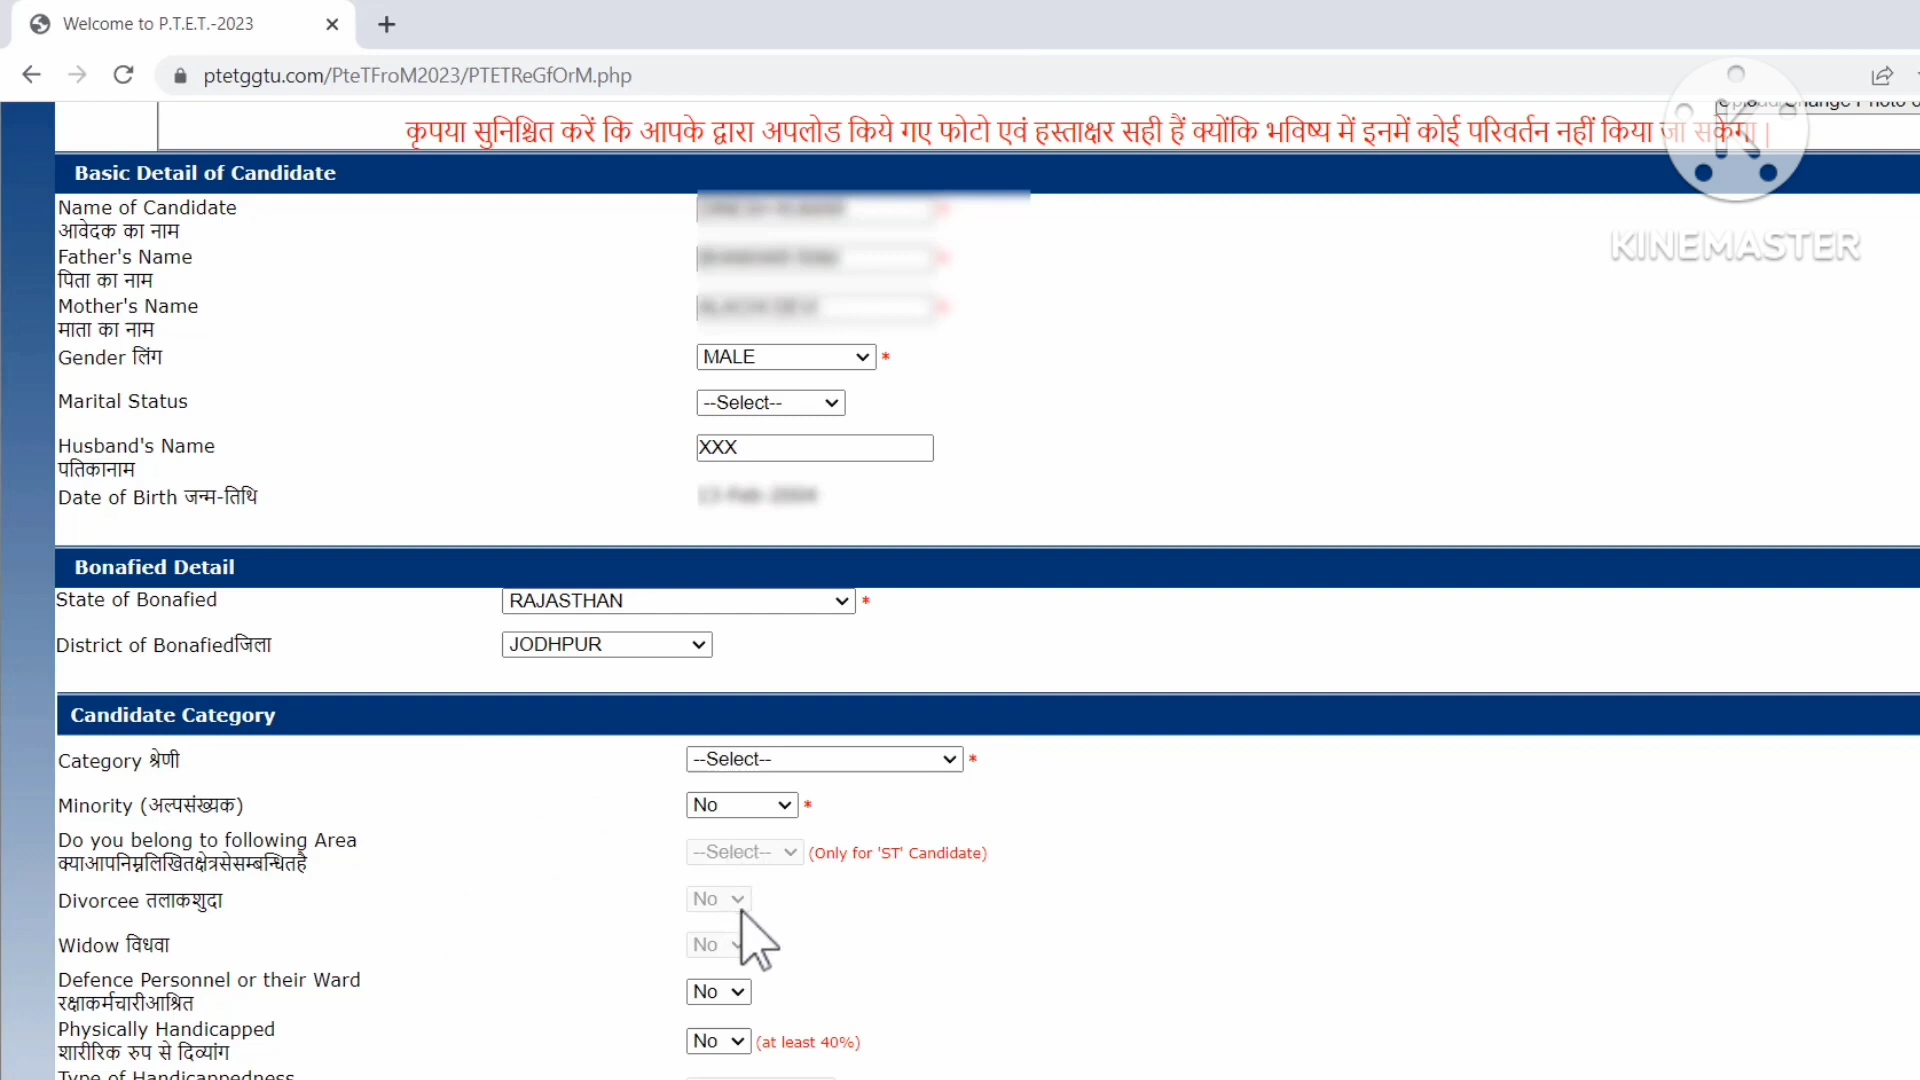 Welcome to P.T.E.T.-2023
ptetggtu.com/PteTFroM2023/PTETReGfOrM.php
कृपया सुनिश्चित करें कि आपके द्वारा अपलोड किये गए फोटो एवं हस्ताक्षर सही हैं क्योंकि भविष्य में इनमें कोई परिवर्तन नहीं किया जा सकेगा |
KINEMASTER
Basic Detail of Candidate
Name of Candidate
आवेदक का नाम
Father's Name
पिता का नाम
Mother's Name
माता का नाम
Gender लिंग MALE *
Marital Status --Select--
Husband's Name XXX
पतिकानाम
Date of Birth जन्म-तिथि
Bonafied Detail
State of Bonafied RAJASTHAN *
District of Bonafiedजिला JODHPUR
Candidate Category
Category श्रेणी --Select-- *
Minority (अल्पसंख्यक) No *
Do you belong to following Area
क्याआपनिम्नलिखितक्षेत्रसेसम्बन्धितहै --Select-- (Only for 'ST' Candidate)
Divorcee तलाकशुदा No
Widow विधवा No
Defence Personnel or their Ward
रक्षाकर्मचारीआश्रित No
Physically Handicapped
शारीरिक रुप से दिव्यांग No (at least 40%)
Type of Handicappedness